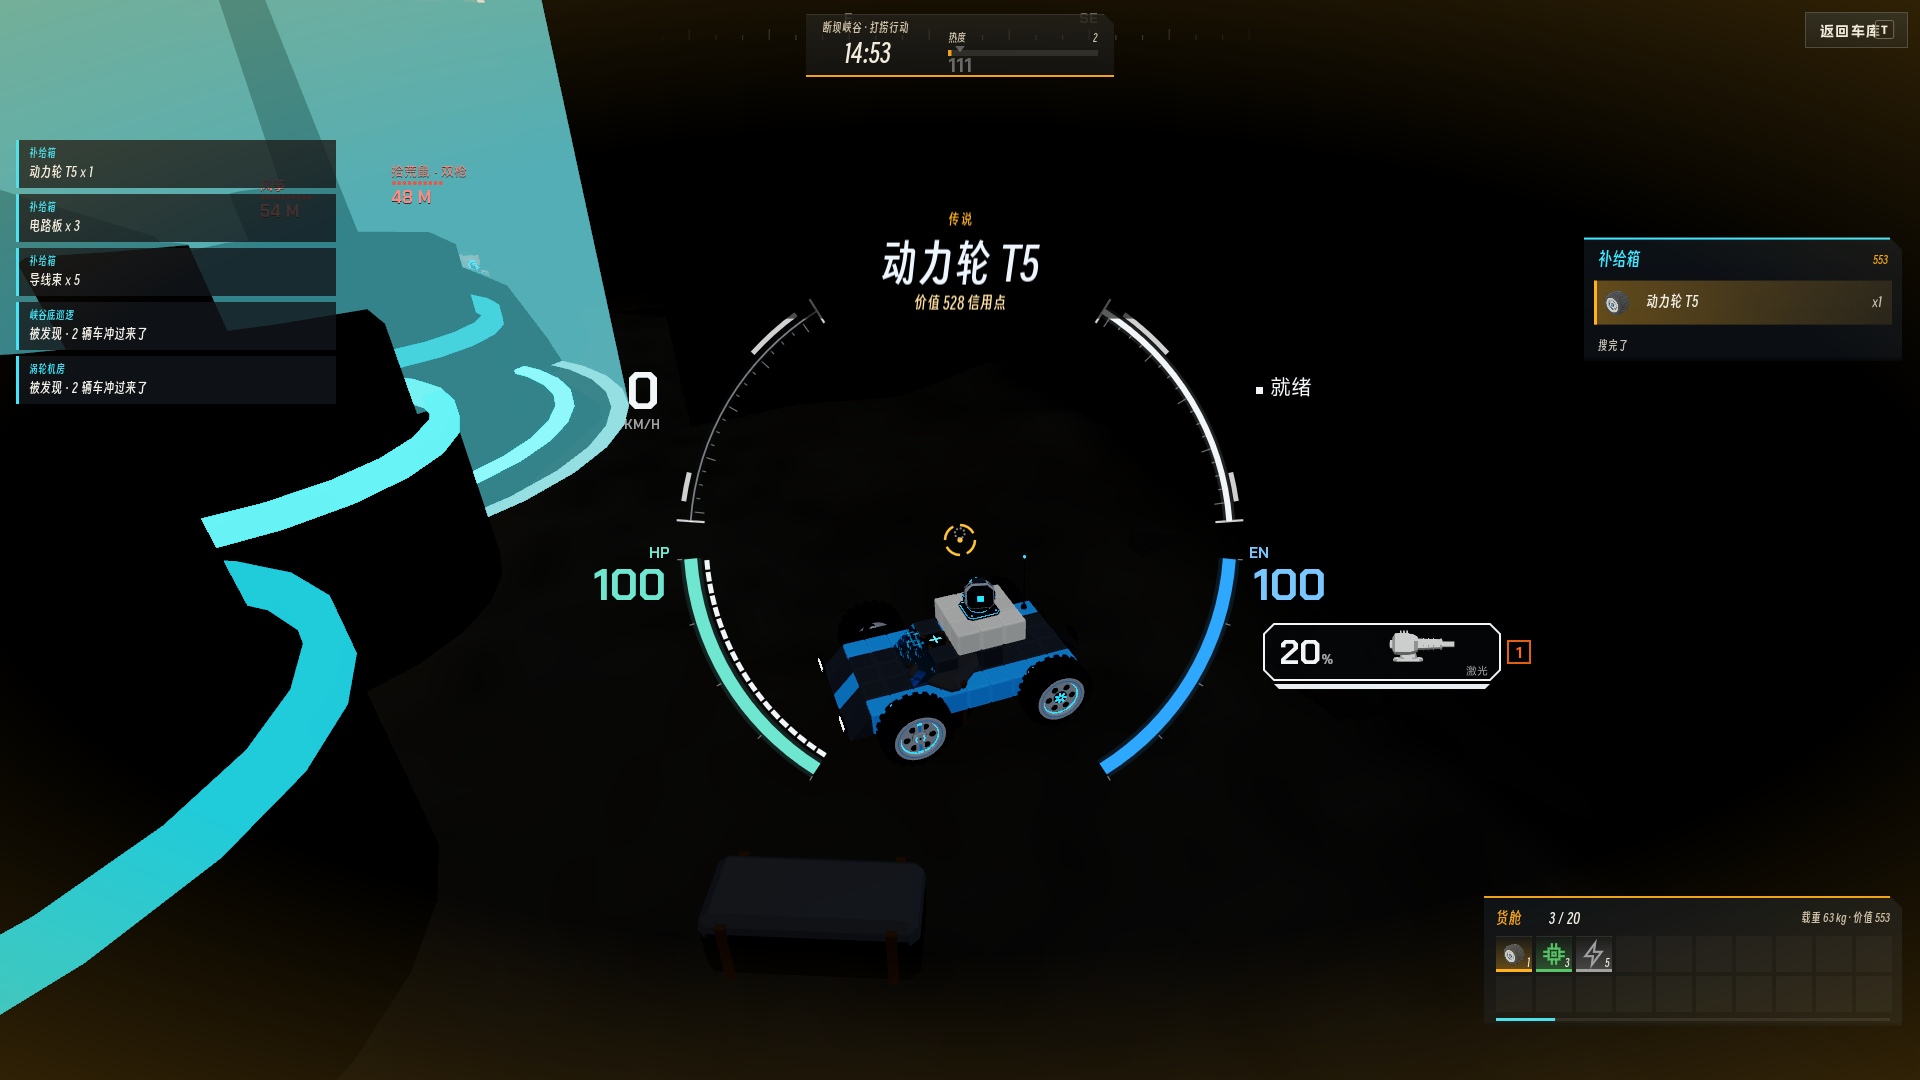 SE
断坝峡谷·打捞行动
14:53
热度
2
111
返回车库
T
补给箱
动力轮 T5 x 1
补给箱
电路板 x 3
补给箱
导线束 x 5
峡谷底巡逻
被发现 · 2 辆车冲过来了
涡轮机房
被发现 · 2 辆车冲过来了
54 M
拾荒鼠 - 双枪
48 M
传说
动力轮 T5
价值 528 信用点
补给箱
553
动力轮 T5
x1
搜完了
0
KM/H
就绪
HP
100
EN
100
20%
激光
1
货舱
3 / 20
载重 63 kg · 价值 553
1
3
5